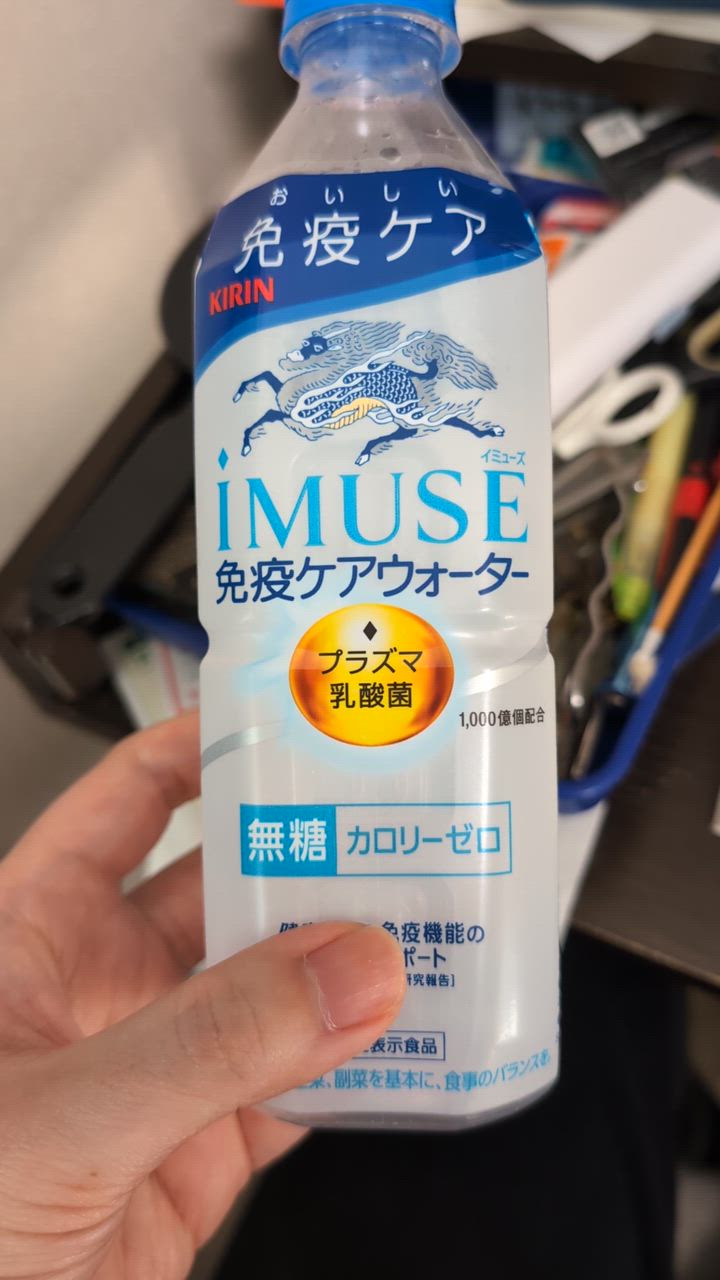 おいしい
免疫ケア
KIRIN
イミューズ
iMUSE
免疫ケアウォーター
プラズマ
乳酸菌
1,000億個配合
無糖 カロリーゼロ
免疫機能の
ポート
研究報告]
表示食品
菜、副菜を基本に、食事のバランスを